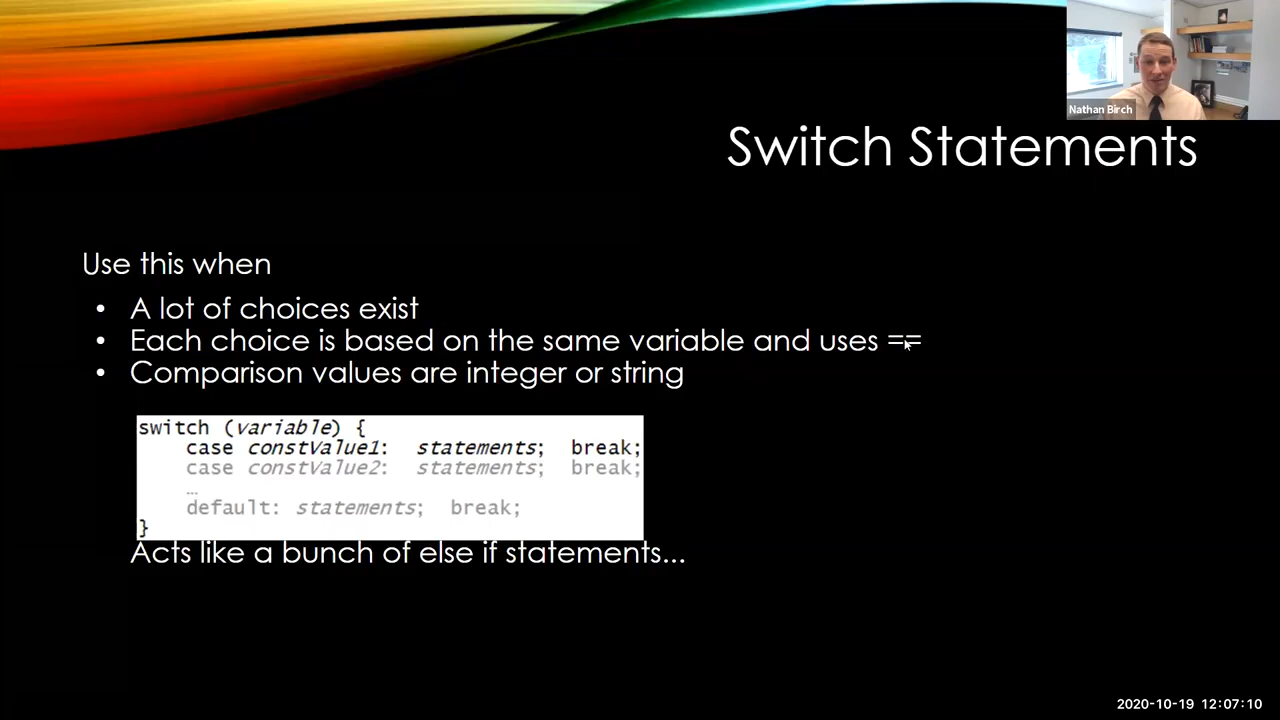 Nathan Birch
Switch Statements
Use this when
• A lot of choices exist
• Each choice is based on the same variable and uses ==
• Comparison values are integer or string
switch (variable) {
case constValue1: statements; break;
case constValue2: statements; break;
…
default: statements; break;
}
Acts like a bunch of else if statements...
2020-10-19 12:07:10